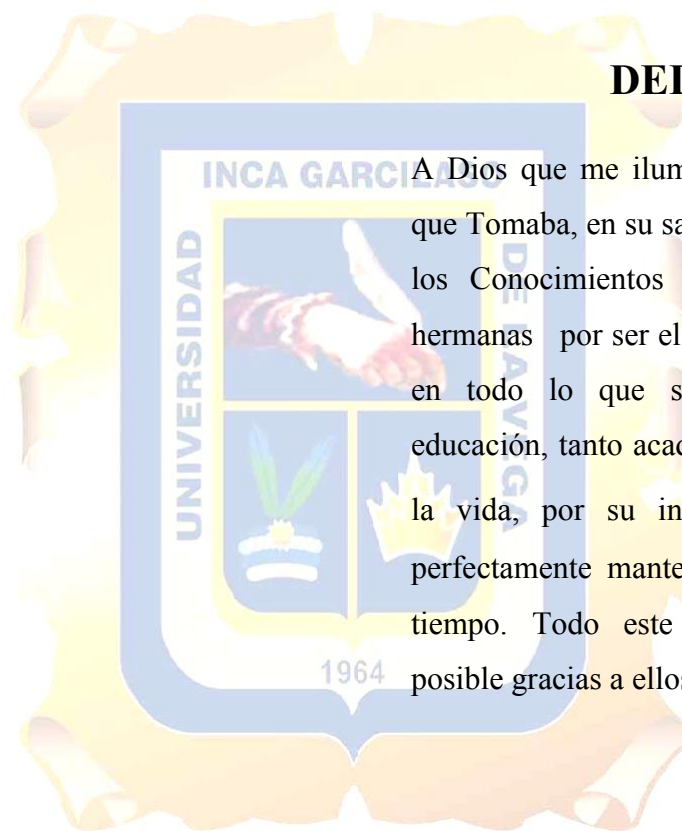 DE
A Dios que me ilum
que Tomaba, en su sa
los Conocimientos
hermanas por ser el
en todo lo que s
educación, tanto aca
la vida, por su in
perfectamente mante
tiempo. Todo este
posible gracias a ellos
INCA GARCILASO
UNIVERSIDAD
DE LA VEGA
1964